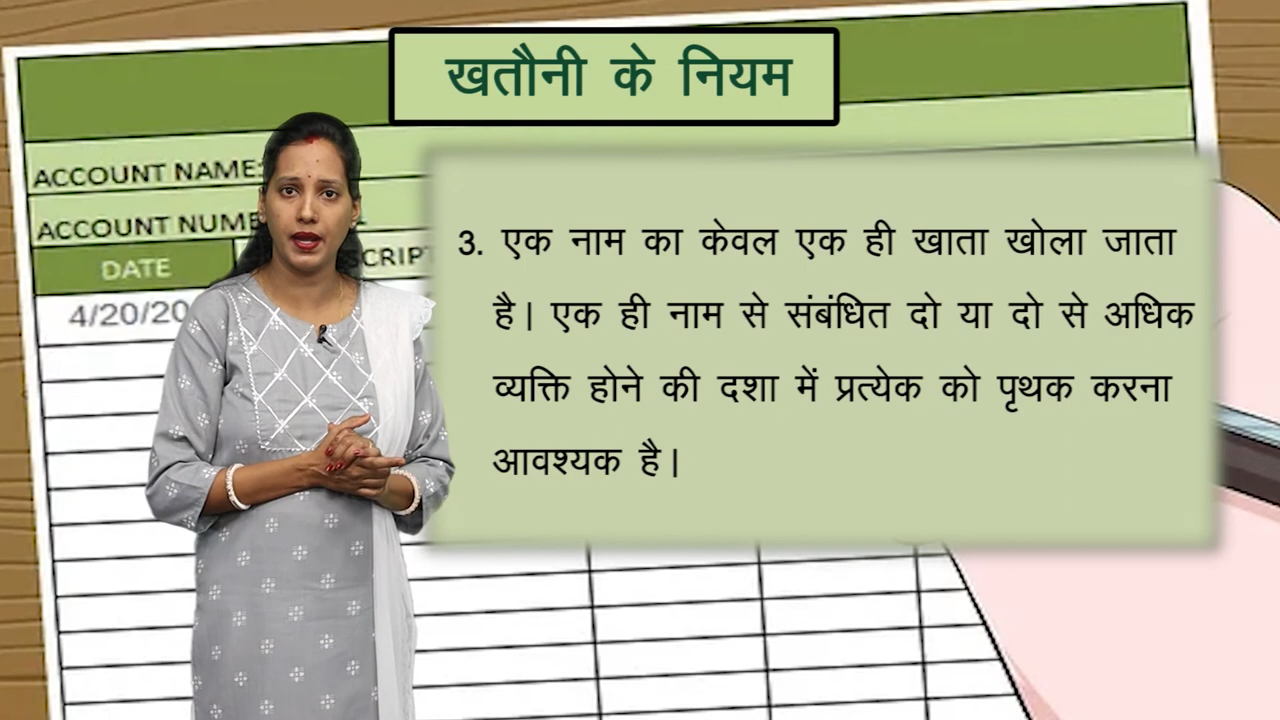 खतौनी के नियम
ACCOUNT NAME:
ACCOUNT NUM
DATE
SCRIPT
4/20/20
3. एक नाम का केवल एक ही खाता खोला जाता
है। एक ही नाम से संबंधित दो या दो से अधिक
व्यक्ति होने की दशा में प्रत्येक को पृथक करना
आवश्यक है।